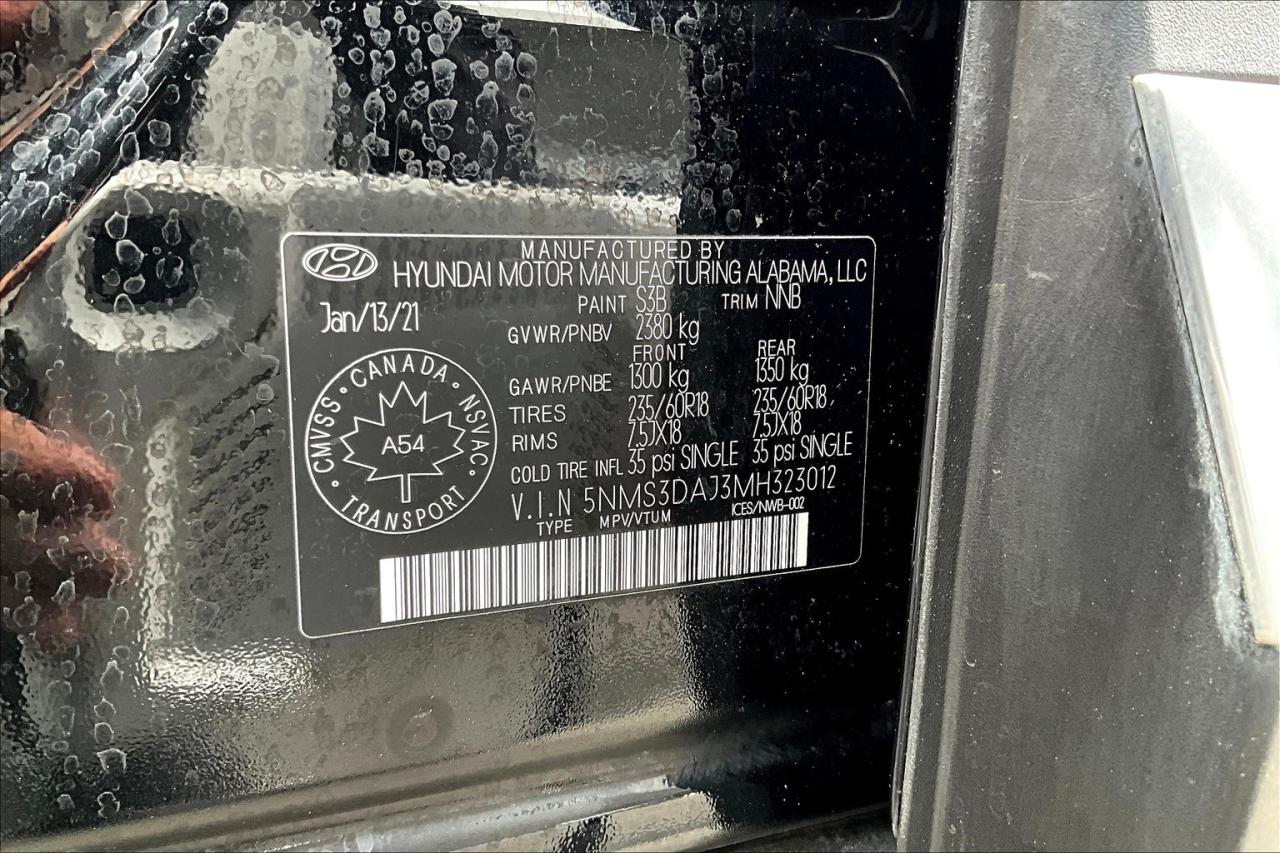 MANUFACTURED BY
HYUNDAI MOTOR MANUFACTURING ALABAMA, LLC
PAINT S3B TRIM NNB
Jan/13/21
GVWR/PNBV 2380 kg
FRONT REAR
GAWR/PNBE 1300 kg 1350 kg
TIRES 235/60R18 235/60R18
RIMS 7.5JX18 7.5JX18
COLD TIRE INFL 35 psi SINGLE 35 psi SINGLE
V.I.N 5NMS3DAJ3MH323012
TYPE MPV/VTUM ICES/NWB-002
CMVSS • CANADA • NSVAC • TRANSPORT •
A54